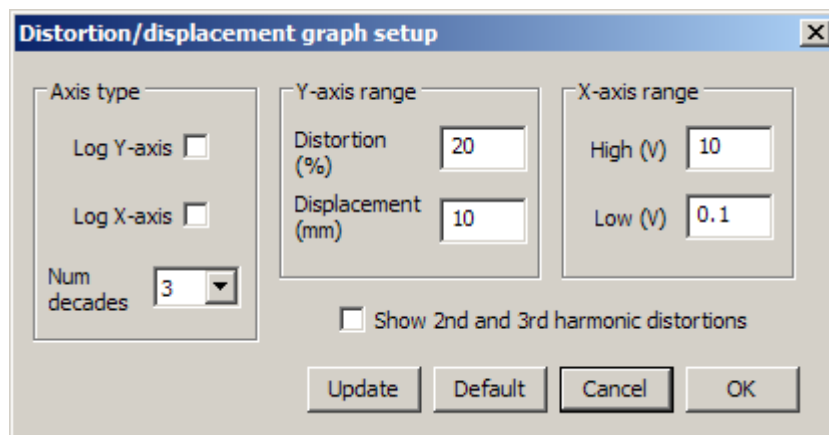 Distortion/displacement graph setup
Axis type
Log Y-axis
Log X-axis
Num
decades
3
Y-axis range
Distortion
(%)
20
Displacement
(mm)
10
X-axis range
High (V)
10
Low (V)
0.1
Show 2nd and 3rd harmonic distortions
Update
Default
Cancel
OK